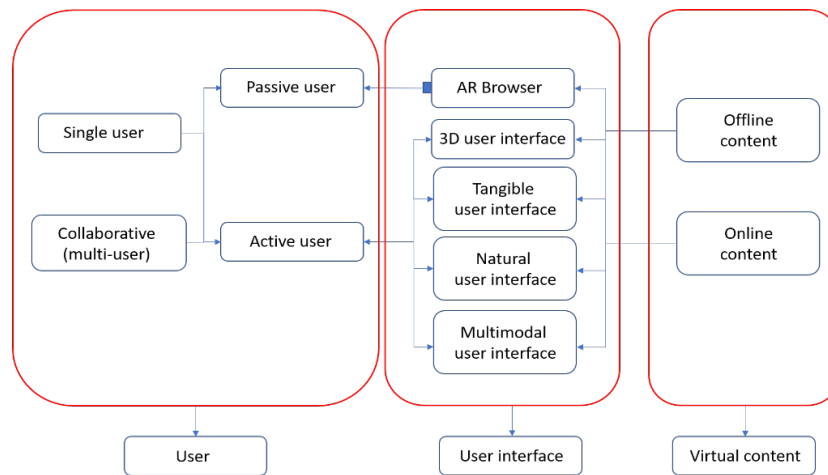 Passive user
Single user
Collaborative
(multi-user)
Active user
AR Browser
3D user interface
Tangible
user interface
Natural
user interface
Multimodal
user interface
Offline
content
Online
content
User
User interface
Virtual content